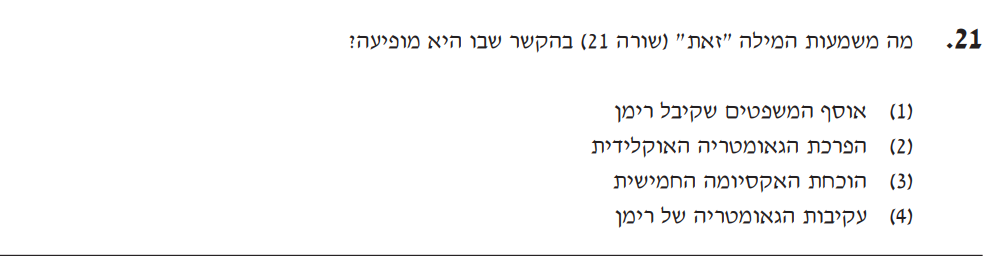 21. מה משמעות המילה "זאת" (שורה 21) בהקשר שבו היא מופיעה?
(1) אוסף המשפטים שקיבל רימן
(2) הפרכת הגאומטריה האוקלידית
(3) הוכחת האקסיומה החמישית
(4) עקיבות הגאומטריה של רימן